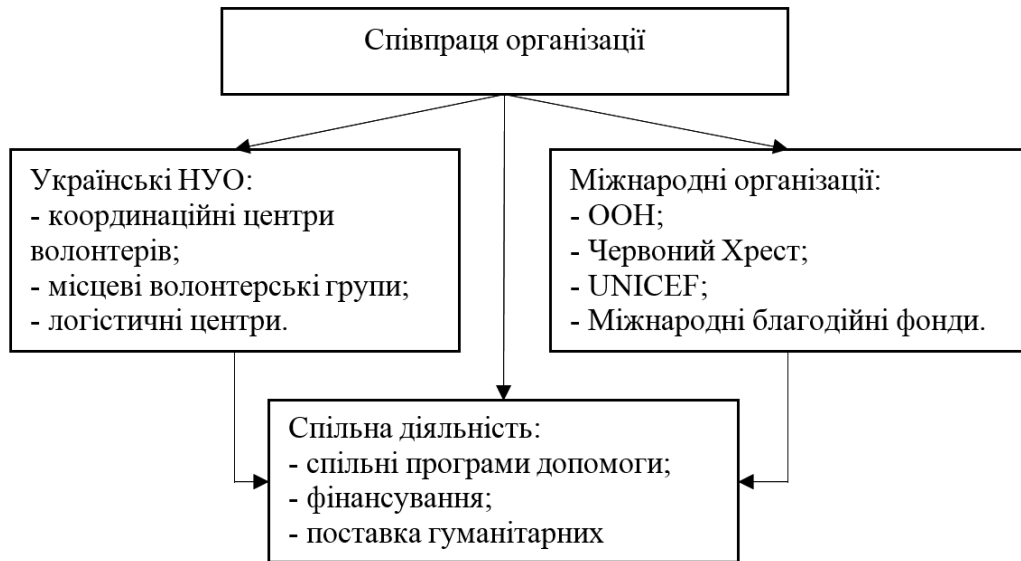 Співпраця організації
Українські НУО:
- координаційні центри
волонтерів;
- місцеві волонтерські групи;
- логістичні центри.
Міжнародні організації:
- ООН;
- Червоний Хрест;
- UNICEF;
- Міжнародні благодійні фонди.
Спільна діяльність:
- спільні програми допомоги;
- фінансування;
- поставка гуманітарних